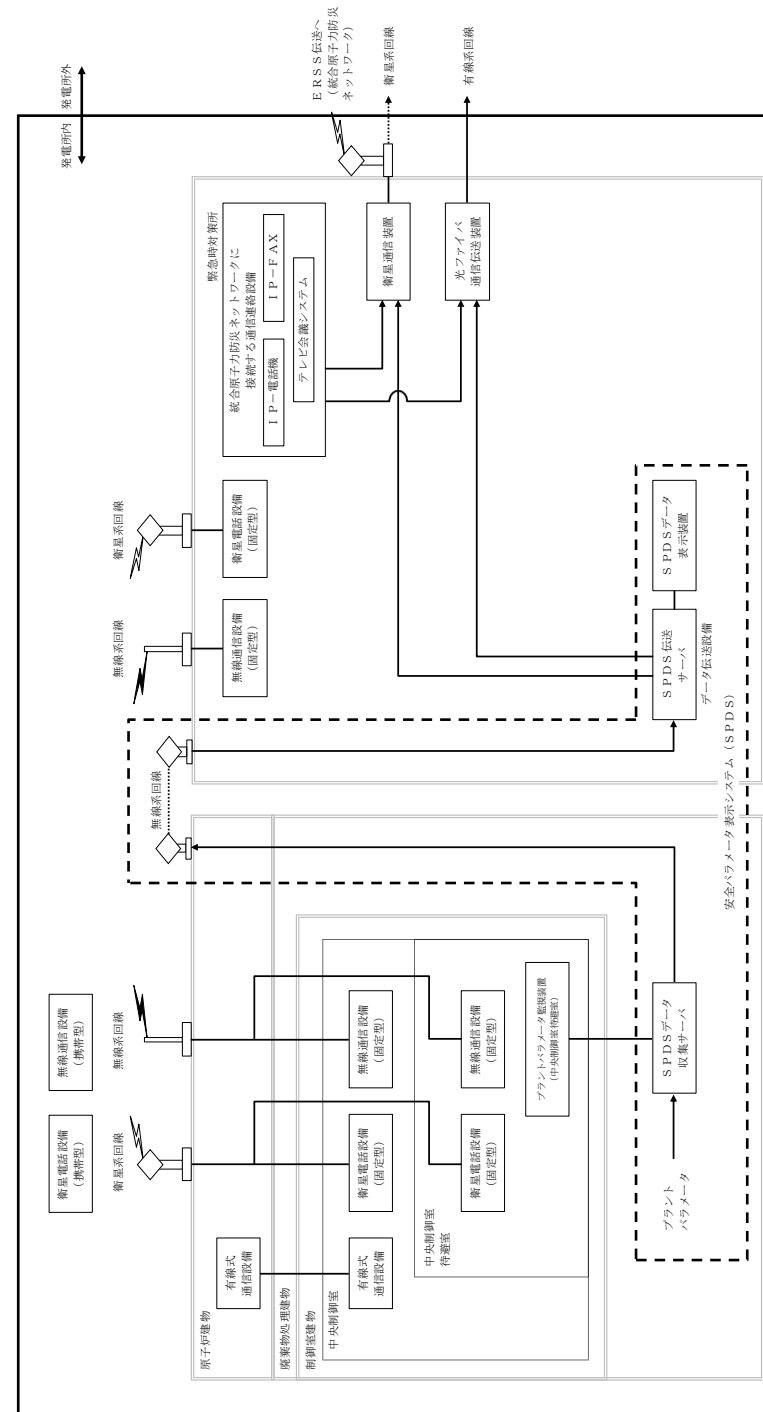 発電所内 発電所外
ERSS伝送へ
(統合原子力防災
ネットワーク)
衛星系回線
有線系回線
緊急時対策所
統合原子力防災ネットワークに
接続する通信連絡設備
IP－電話機
IP－FAX
テレビ会議システム
衛星通信装置
光ファイバ
通信伝送装置
衛星系回線
衛星電話設備
(固定型)
無線系回線
無線通信設備
(固定型)
SPDSデータ
表示装置
SPDS伝送
サーバ
データ伝送設備
無線系回線
安全パラメータ表示システム（SPDS）
無線通信設備
(携帯型)
無線系回線
衛星電話設備
(携帯型)
衛星系回線
無線通信設備
(固定型)
無線通信設備
(固定型)
プラントパラメータ監視装置
(中央制御室待避室)
SPDSデータ
収集サーバ
衛星電話設備
(固定型)
衛星電話設備
(固定型)
プラント
パラメータ
有線式
通信設備
有線式
通信設備
中央制御室
待避室
原子炉建物
廃棄物処理建物
制御室建物
中央制御室